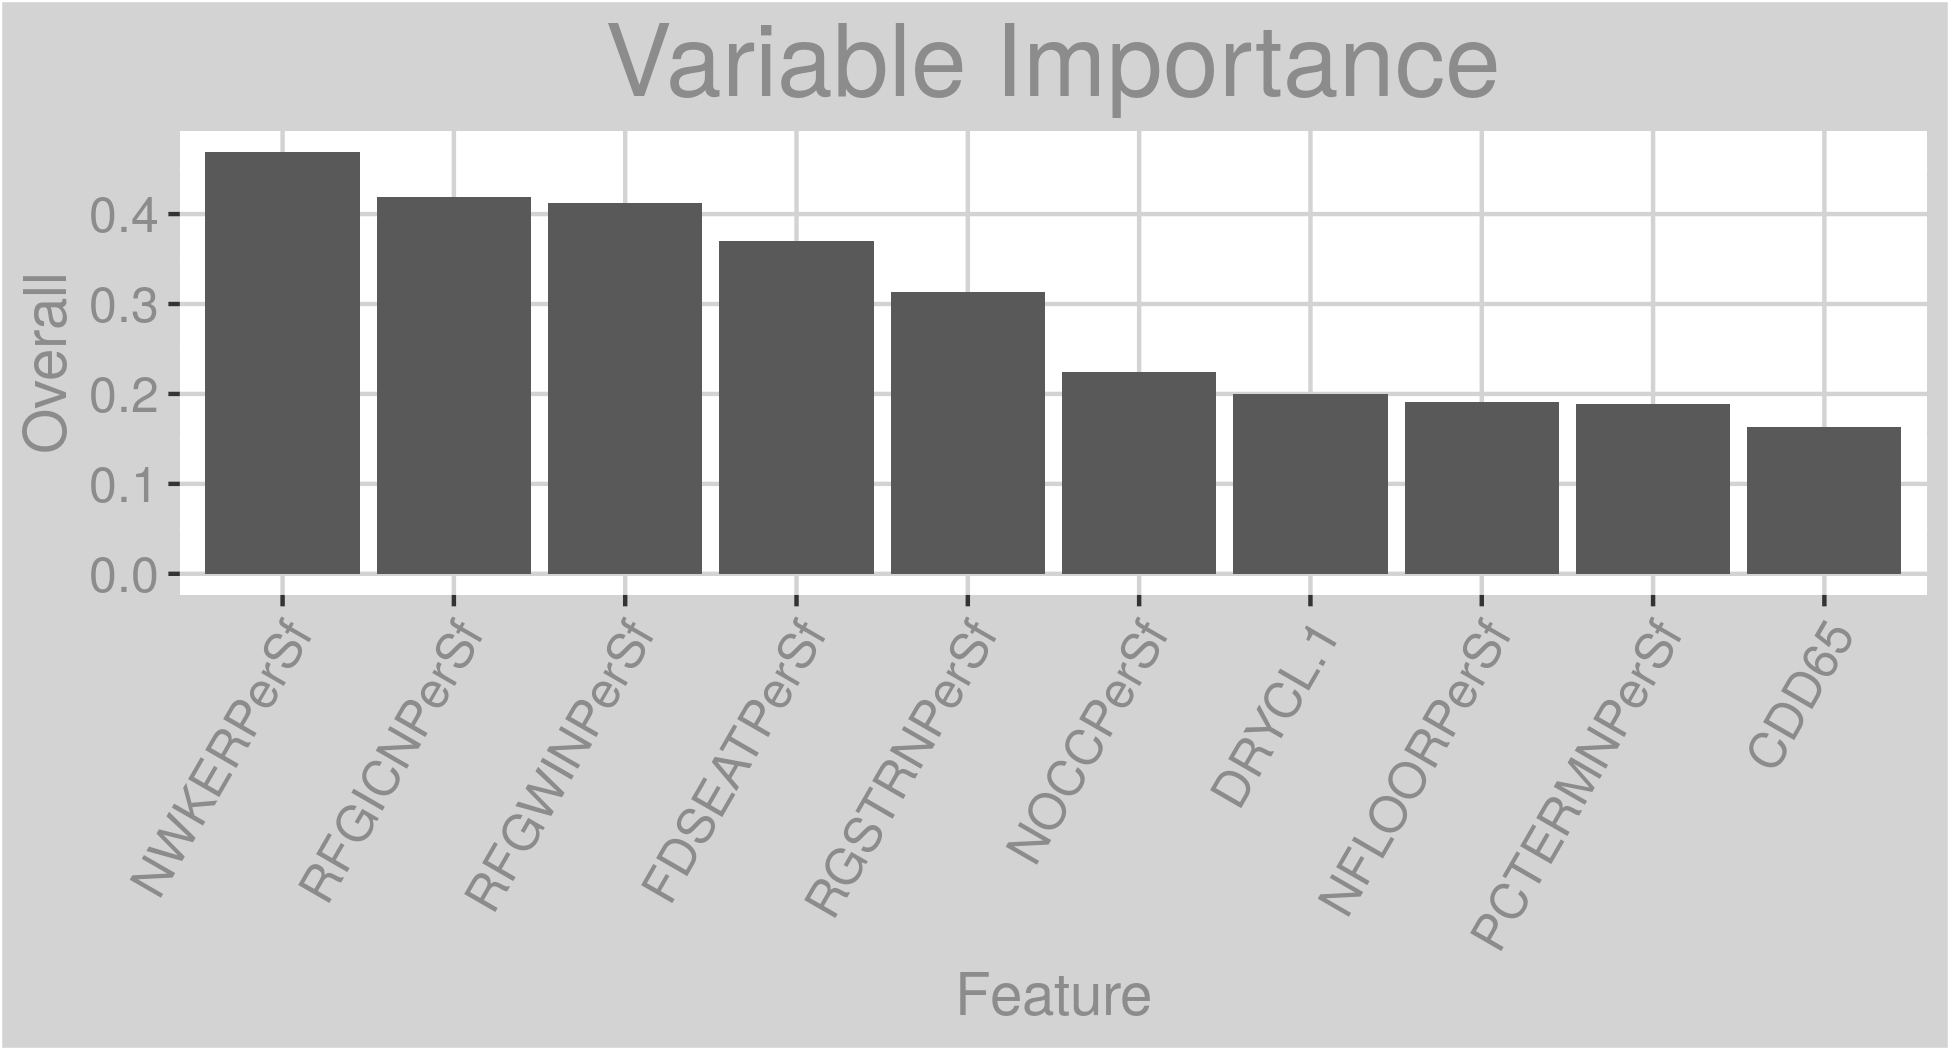 Variable Importance
Overall
0.4
0.3
0.2
0.1
0.0
NWKERPerSf
RFGICNPerSf
RFGWINPerSf
FDSEATPerSf
RGSTRNPerSf
NOCCPerSf
DRYCL.1
NFLOORPerSf
PCTERMNPerSf
CDD65
Feature